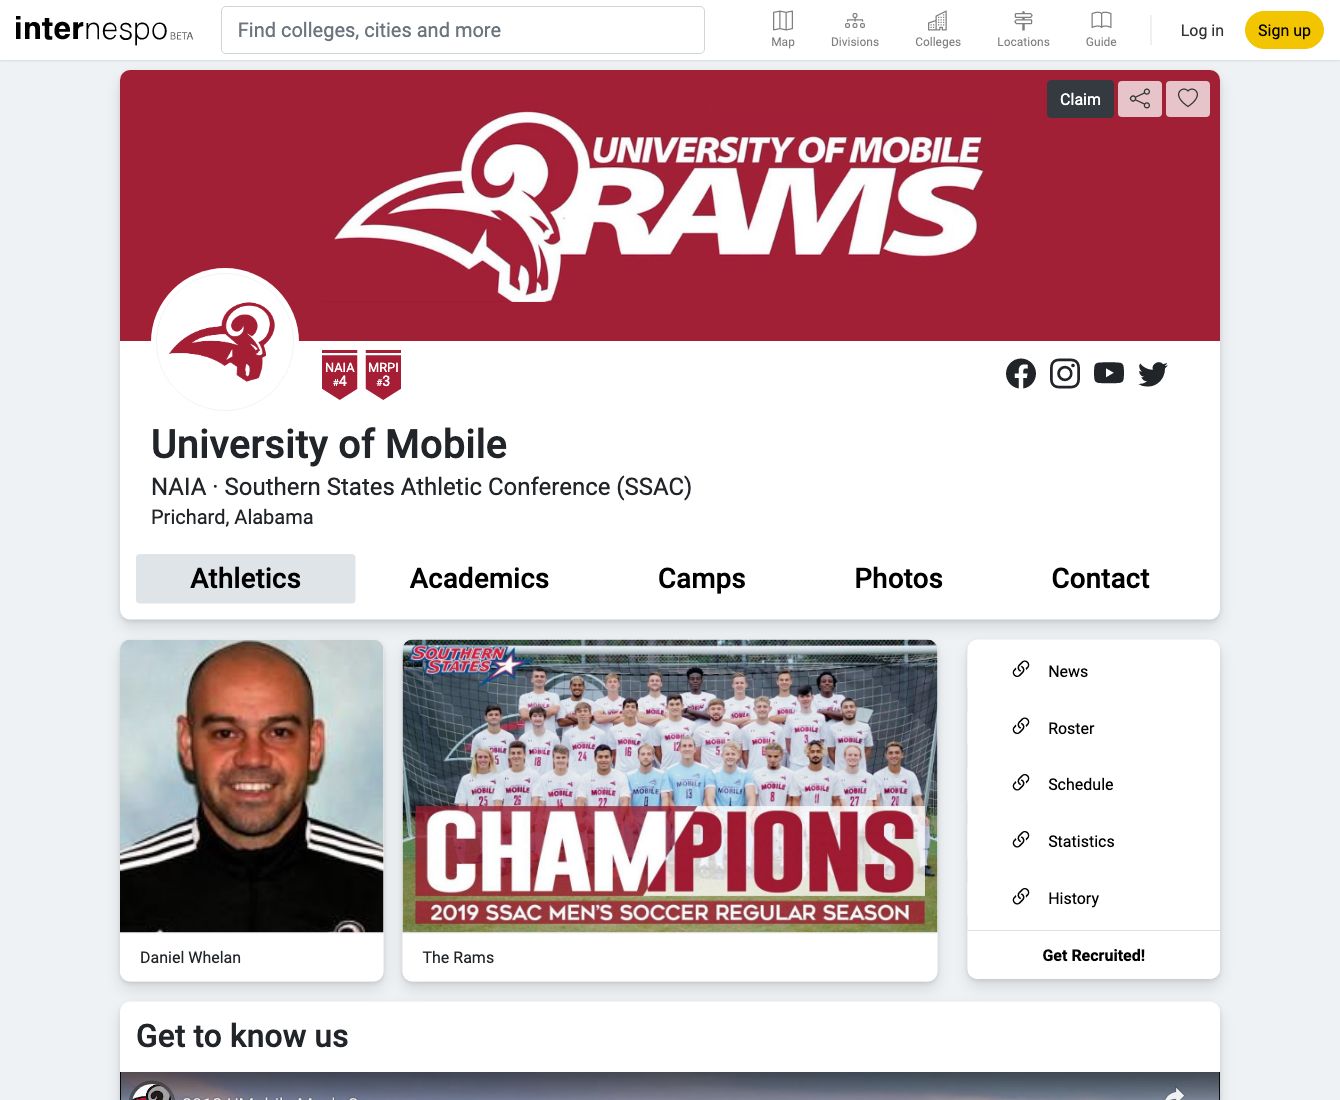 internespo BETA
Find colleges, cities and more
Map
Divisions
Colleges
Locations
Guide
Log in
Sign up
Claim
UNIVERSITY OF MOBILE
RAMS
NAIA
#4
MRPI
#3
University of Mobile
NAIA · Southern States Athletic Conference (SSAC)
Prichard, Alabama
Athletics
Academics
Camps
Photos
Contact
SOUTHERN
STATES
CHAMPIONS
2019 SSAC MEN'S SOCCER REGULAR SEASON
Daniel Whelan
The Rams
News
Roster
Schedule
Statistics
History
Get Recruited!
Get to know us